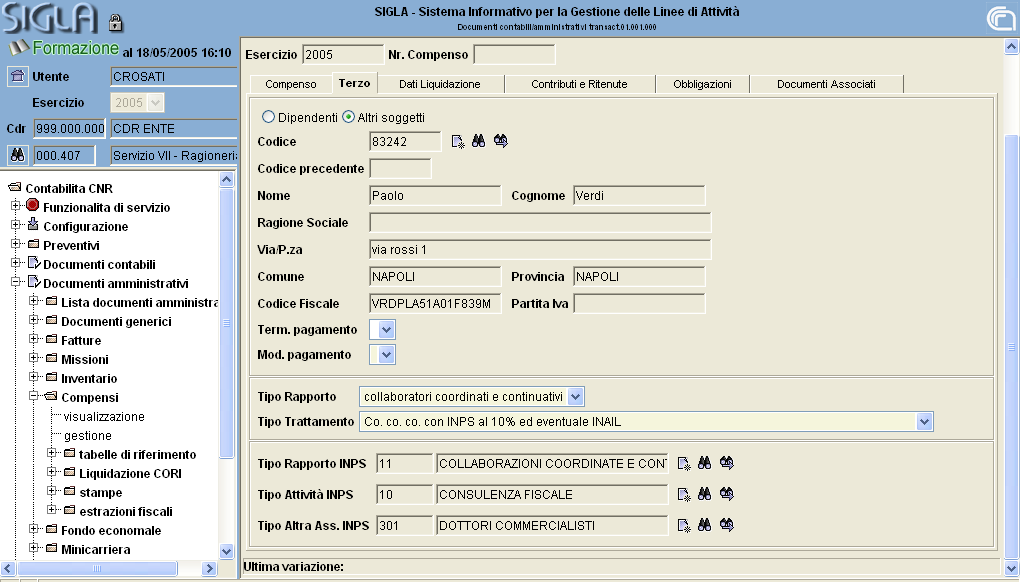 SIGLA
SIGLA - Sistema Informativo per la Gestione delle Linee di Attività
Documenti contabili/amministrativi transact.01.001.000
Formazione al 18/05/2005 16:10
Utente CROSATI
Esercizio 2005
Cdr 999.000.000 CDR ENTE
000.407 Servizio VII - Ragioneri
Contabilita CNR
Funzionalita di servizio
Configurazione
Preventivi
Documenti contabili
Documenti amministrativi
Lista documenti amministra
Documenti generici
Fatture
Missioni
Inventario
Compensi
visualizzazione
gestione
tabelle di riferimento
Liquidazione CORI
stampe
estrazioni fiscali
Fondo economale
Minicarriera
Esercizio 2005 Nr. Compenso
Compenso Terzo Dati Liquidazione Contributi e Ritenute Obbligazioni Documenti Associati
Dipendenti Altri soggetti
Codice 83242
Codice precedente
Nome Paolo Cognome Verdi
Ragione Sociale
Via/P.za via rossi 1
Comune NAPOLI Provincia NAPOLI
Codice Fiscale VRDPLA51A01F839M Partita Iva
Term. pagamento
Mod. pagamento
Tipo Rapporto collaboratori coordinati e continuativi
Tipo Trattamento Co. co. co. con INPS al 10% ed eventuale INAIL
Tipo Rapporto INPS 11 COLLABORAZIONI COORDINATE E CONT
Tipo Attività INPS 10 CONSULENZA FISCALE
Tipo Altra Ass. INPS 301 DOTTORI COMMERCIALISTI
Ultima variazione: